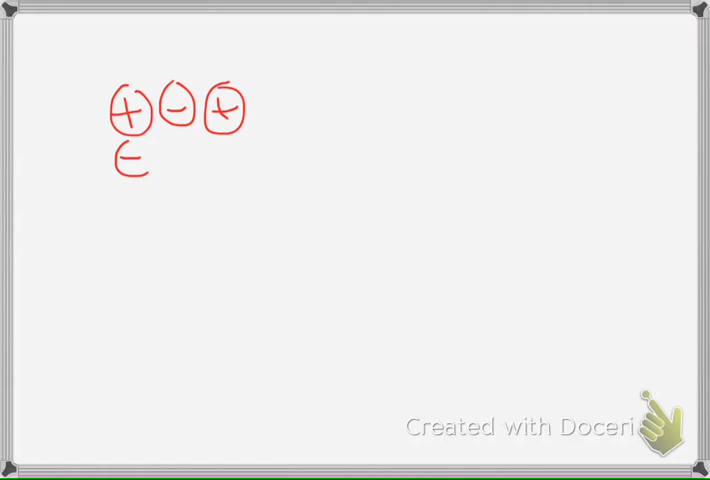 + - +
-
Created with Doceri